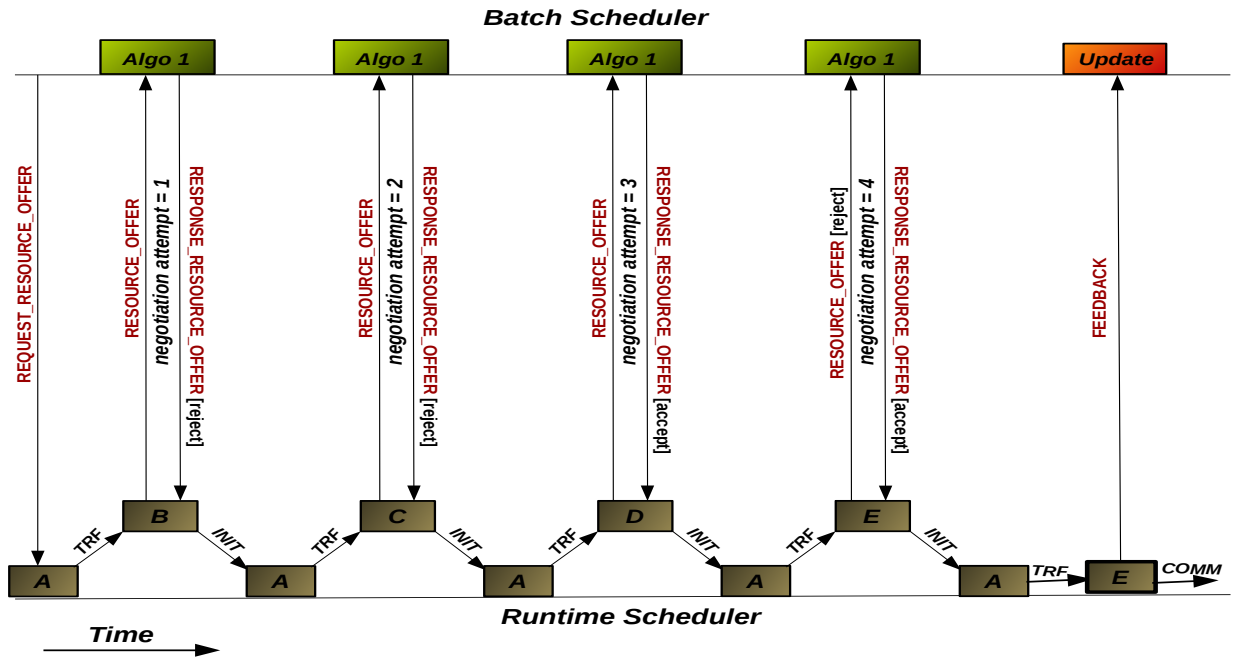 Batch Scheduler
Algo 1
Algo 1
Algo 1
Algo 1
Update
REQUEST_RESOURCE_OFFER
RESOURCE_OFFER
negotiation attempt = 1
RESPONSE_RESOURCE_OFFER [reject]
RESOURCE_OFFER
negotiation attempt = 2
RESPONSE_RESOURCE_OFFER [reject]
RESOURCE_OFFER
negotiation attempt = 3
RESPONSE_RESOURCE_OFFER [accept]
RESOURCE_OFFER [reject]
negotiation attempt = 4
RESPONSE_RESOURCE_OFFER [accept]
FEEDBACK
A
TRF
B
INIT
A
TRF
C
INIT
A
TRF
D
INIT
A
TRF
E
INIT
A
TRF
E
COMM
Runtime Scheduler
Time